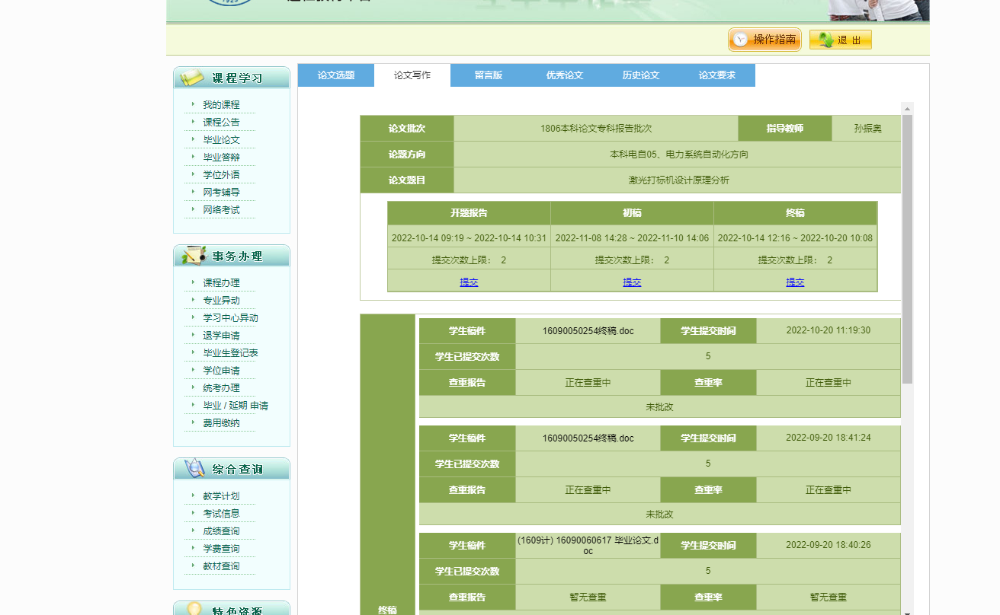 操作指南
退 出
课程学习
我的课程
课程公告
毕业论文
毕业答辩
学位外语
网考辅导
网络考试
事务办理
课程办理
专业异动
学习中心异动
退学申请
毕业生登记表
学位申请
统考办理
毕业 / 延期 申请
费用缴纳
综合查询
教学计划
考试信息
成绩查询
学费查询
教材查询
特色资源
论文选题 论文写作 留言版 优秀论文 历史论文 论文要求
论文批次 1806本科论文专科报告批次 指导教师 孙振奥
论题方向 本科电自05、电力系统自动化方向
论文题目 激光打标机设计原理分析
开题报告 初稿 终稿
2022-10-14 09:19 ~ 2022-10-14 10:31 2022-11-08 14:28 ~ 2022-11-10 14:06 2022-10-14 12:16 ~ 2022-10-20 10:08
提交次数上限： 2 提交次数上限： 2 提交次数上限： 2
提交 提交 提交
学生稿件 16090050254终稿.doc 学生提交时间 2022-10-20 11:19:30
学生已提交次数 5
查重报告 正在查重中 查重率 正在查重中
未批改
学生稿件 16090050254终稿.doc 学生提交时间 2022-09-20 18:41:24
学生已提交次数 5
查重报告 正在查重中 查重率 正在查重中
未批改
学生稿件 (1609计) 16090060617 毕业论文.d
oc 学生提交时间 2022-09-20 18:40:26
学生已提交次数 5
查重报告 暂无查重 查重率 暂无查重
终稿